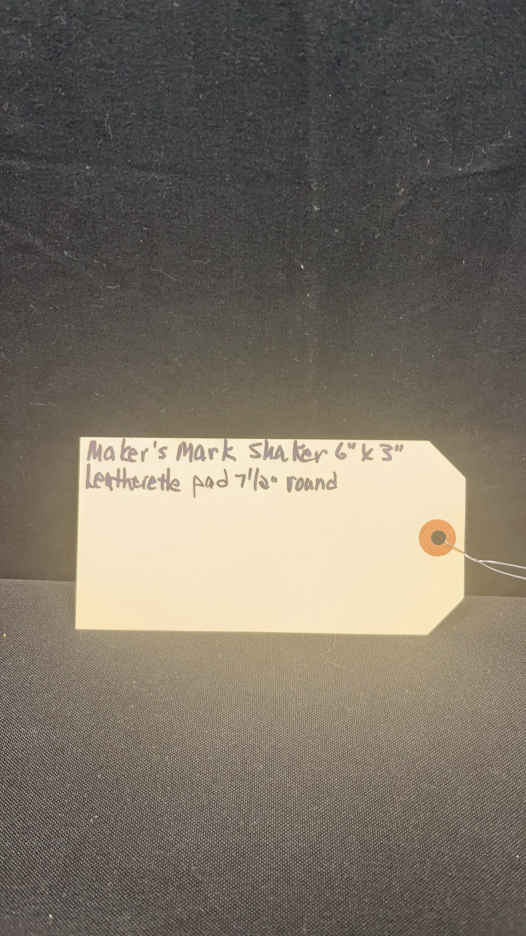 Maker's Mark Shaker 6" x 3"
Leatherette pad 7 1/2" round